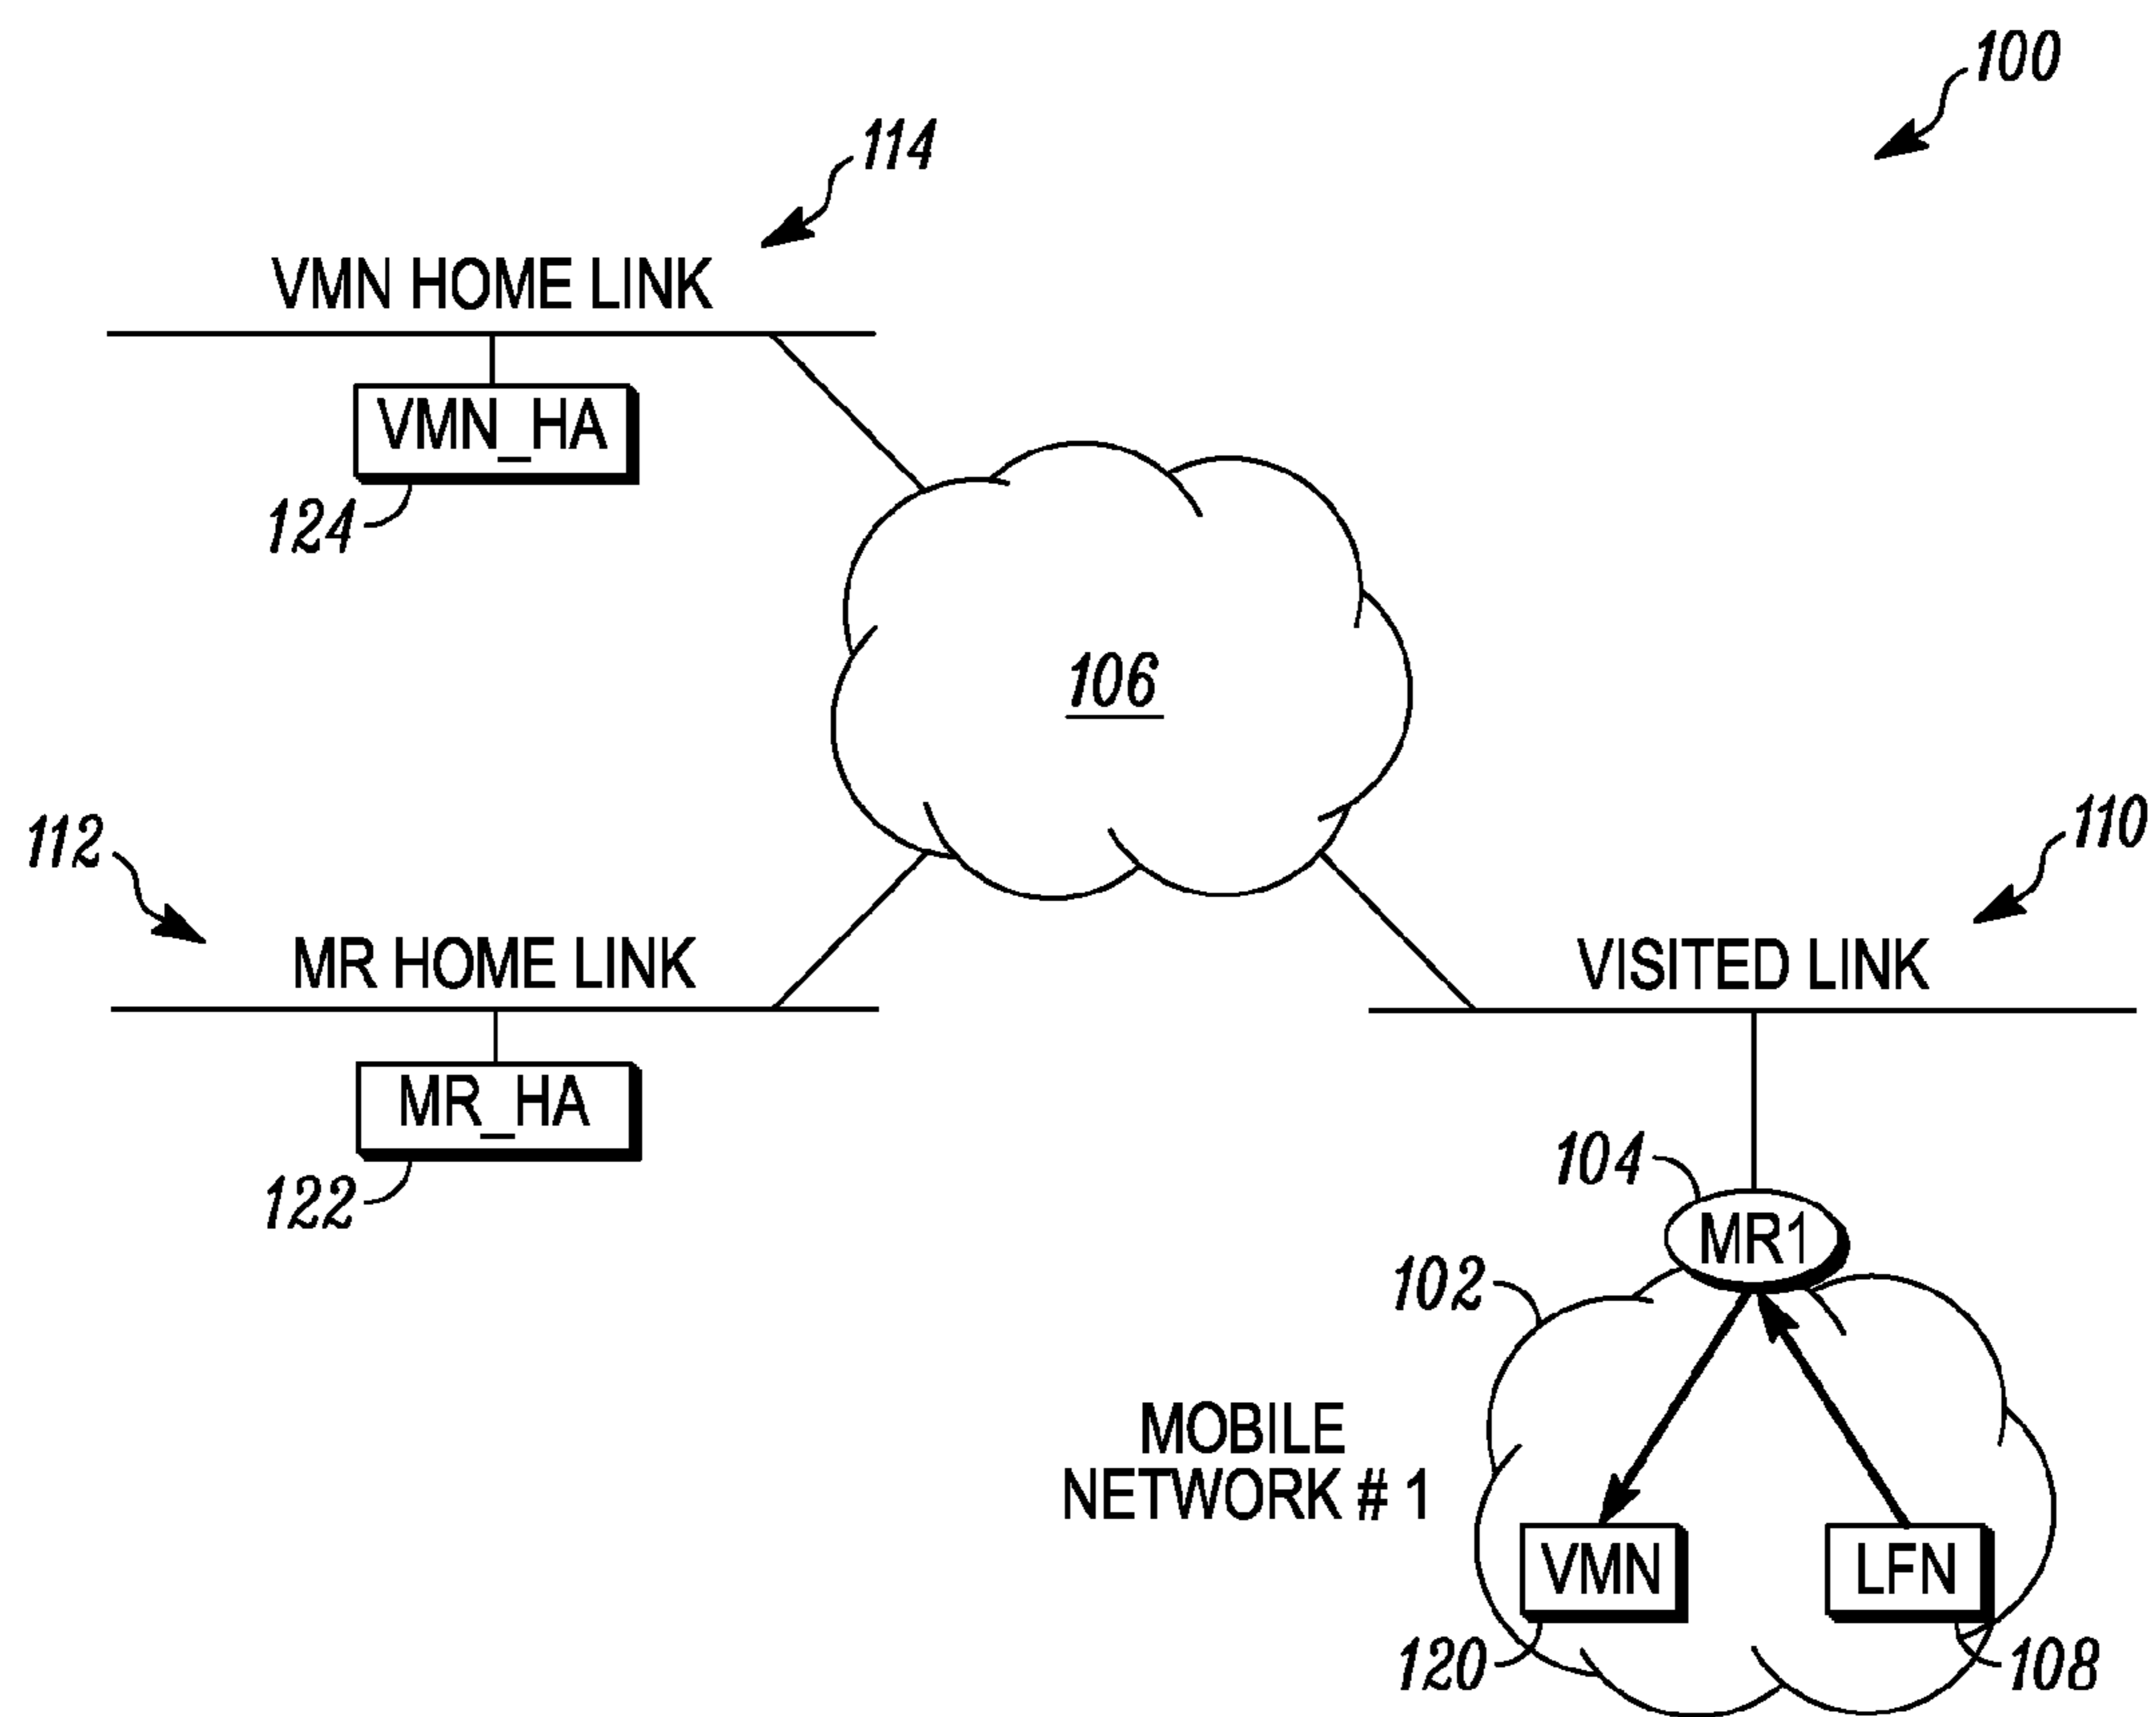 100
114
VMN HOME LINK
VMN_HA
124
106
112
110
MR HOME LINK
VISITED LINK
MR_HA
122
104
MR1
102
MOBILE
NETWORK # 1
VMN
LFN
120
108